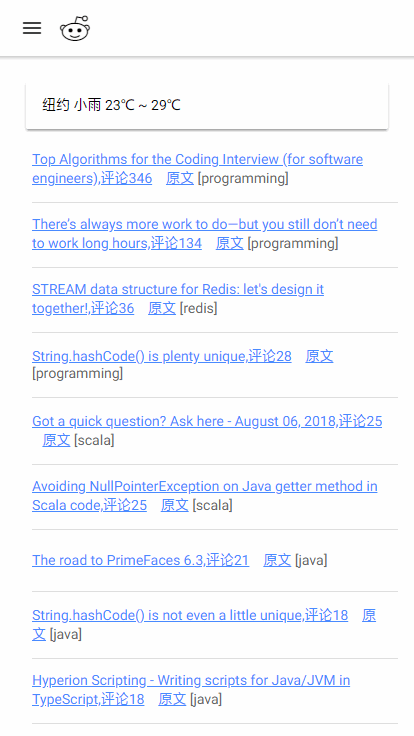 纽约 小雨 23℃ ~ 29℃
Top Algorithms for the Coding Interview (for software
engineers),评论346 原文 [programming]
There's always more work to do—but you still don't need
to work long hours,评论134 原文 [programming]
STREAM data structure for Redis: let's design it
together!,评论36 原文 [redis]
String.hashCode() is plenty unique,评论28 原文
[programming]
Got a quick question? Ask here - August 06, 2018,评论25
原文 [scala]
Avoiding NullPointerException on Java getter method in
Scala code,评论25 原文 [scala]
The road to PrimeFaces 6.3,评论21 原文 [java]
String.hashCode() is not even a little unique,评论18 原
文 [java]
Hyperion Scripting - Writing scripts for Java/JVM in
TypeScript,评论18 原文 [java]